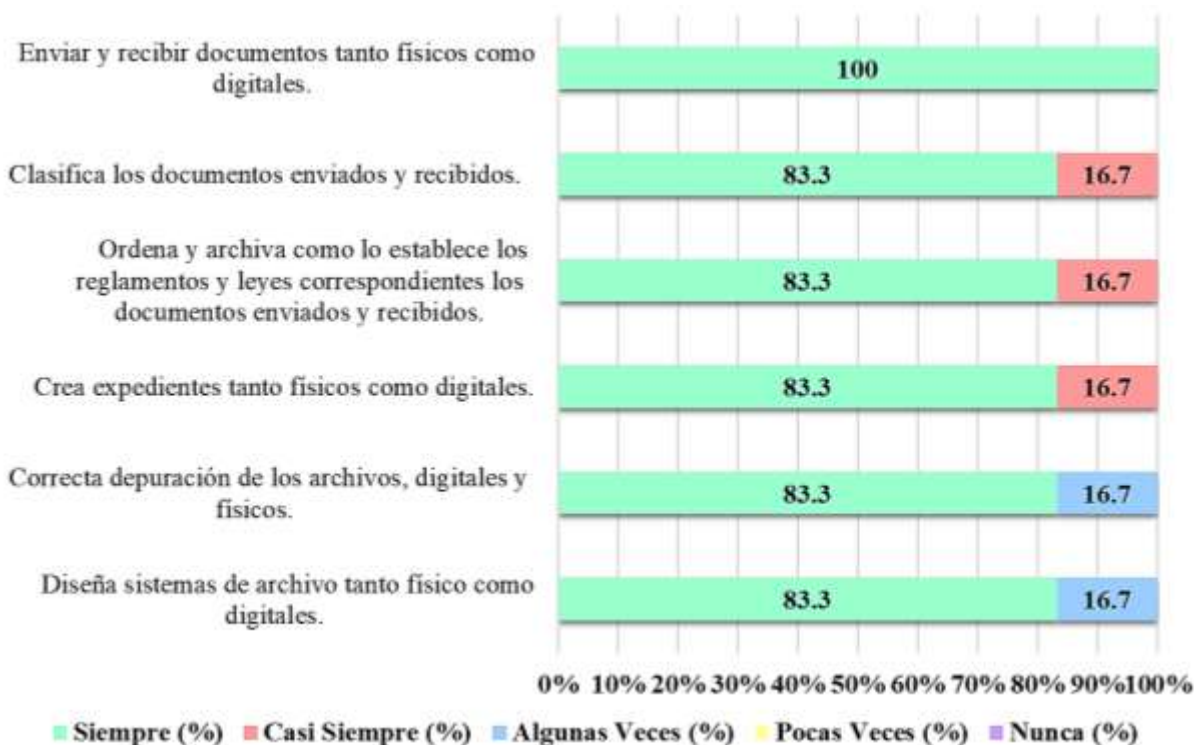 Enviar y recibir documentos tanto físicos como
digitales.
100
Clasifica los documentos enviados y recibidos.
83.3
16.7
Ordena y archiva como lo establece los
reglamentos y leyes correspondientes los
documentos enviados y recibidos.
83.3
16.7
Crea expedientes tanto físicos como digitales.
83.3
16.7
Correcta depuración de los archivos, digitales y
físicos.
83.3
16.7
Diseña sistemas de archivo tanto físico como
digitales.
83.3
16.7
0% 10% 20% 30% 40% 50% 60% 70% 80% 90% 100%
Siempre (%) Casi Siempre (%) Algunas Veces (%) Pocas Veces (%) Nunca (%)